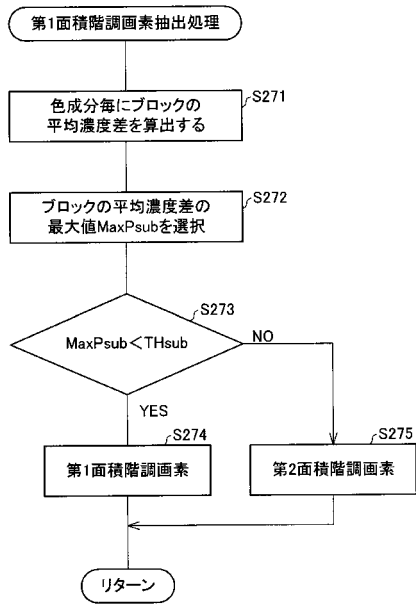 第1面積階調画素抽出処理
S271
色成分毎にブロックの
平均濃度差を算出する
S272
ブロックの平均濃度差の
最大値MaxPsubを選択
S273
MaxPsub<THsub
NO
YES
S274
第1面積階調画素
S275
第2面積階調画素
リターン